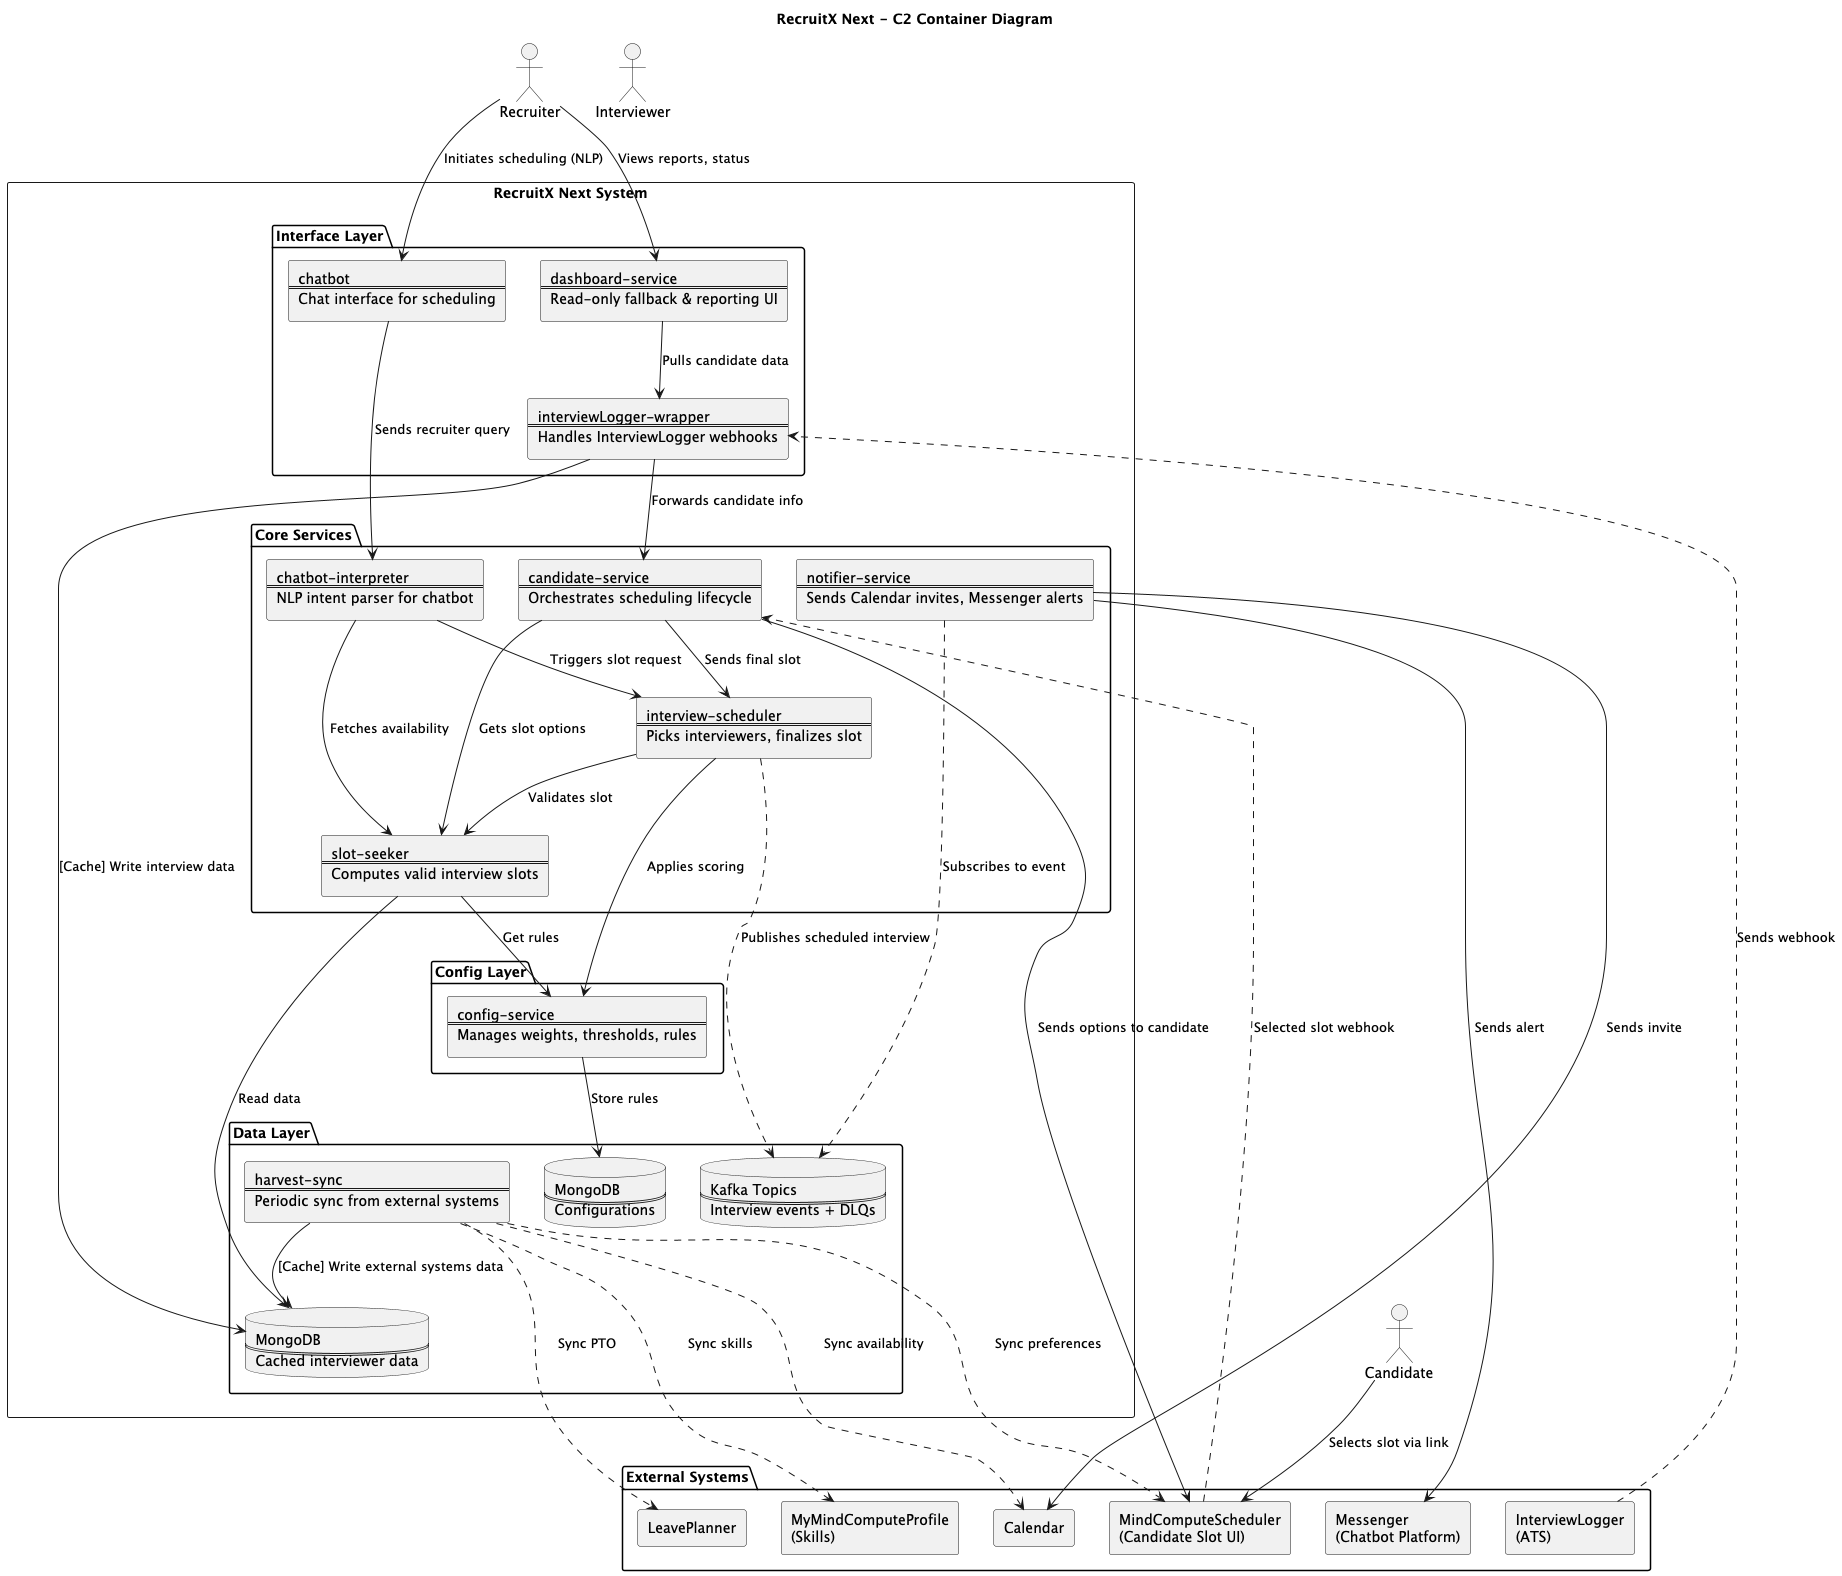 RecruitX Next - C2 Container Diagram
Recruiter
Interviewer
Initiates scheduling (NLP)
Views reports, status
RecruitX Next System
Interface Layer
chatbot
Chat interface for scheduling
dashboard-service
Read-only fallback & reporting UI
Pulls candidate data
interviewLogger-wrapper
Handles InterviewLogger webhooks
Sends recruiter query
Forwards candidate info
Core Services
chatbot-interpreter
NLP intent parser for chatbot
candidate-service
Orchestrates scheduling lifecycle
notifier-service
Sends Calendar invites, Messenger alerts
Triggers slot request
Sends final slot
interview-scheduler
Picks interviewers, finalizes slot
Fetches availability
Gets slot options
Validates slot
slot-seeker
Computes valid interview slots
[Cache] Write interview data
Applies scoring
Subscribes to event
Get rules
Publishes scheduled interview
Sends webhook
Config Layer
config-service
Manages weights, thresholds, rules
Sends options to candidate
Selected slot webhook
Sends alert
Sends invite
Read data
Store rules
Data Layer
harvest-sync
Periodic sync from external systems
MongoDB
Configurations
Kafka Topics
Interview events + DLQs
[Cache] Write external systems data
MongoDB
Cached interviewer data
Sync PTO
Sync skills
Sync availability
Sync preferences
Candidate
Selects slot via link
External Systems
LeavePlanner
MyMindComputeProfile
(Skills)
Calendar
MindComputeScheduler
(Candidate Slot UI)
Messenger
(Chatbot Platform)
InterviewLogger
(ATS)